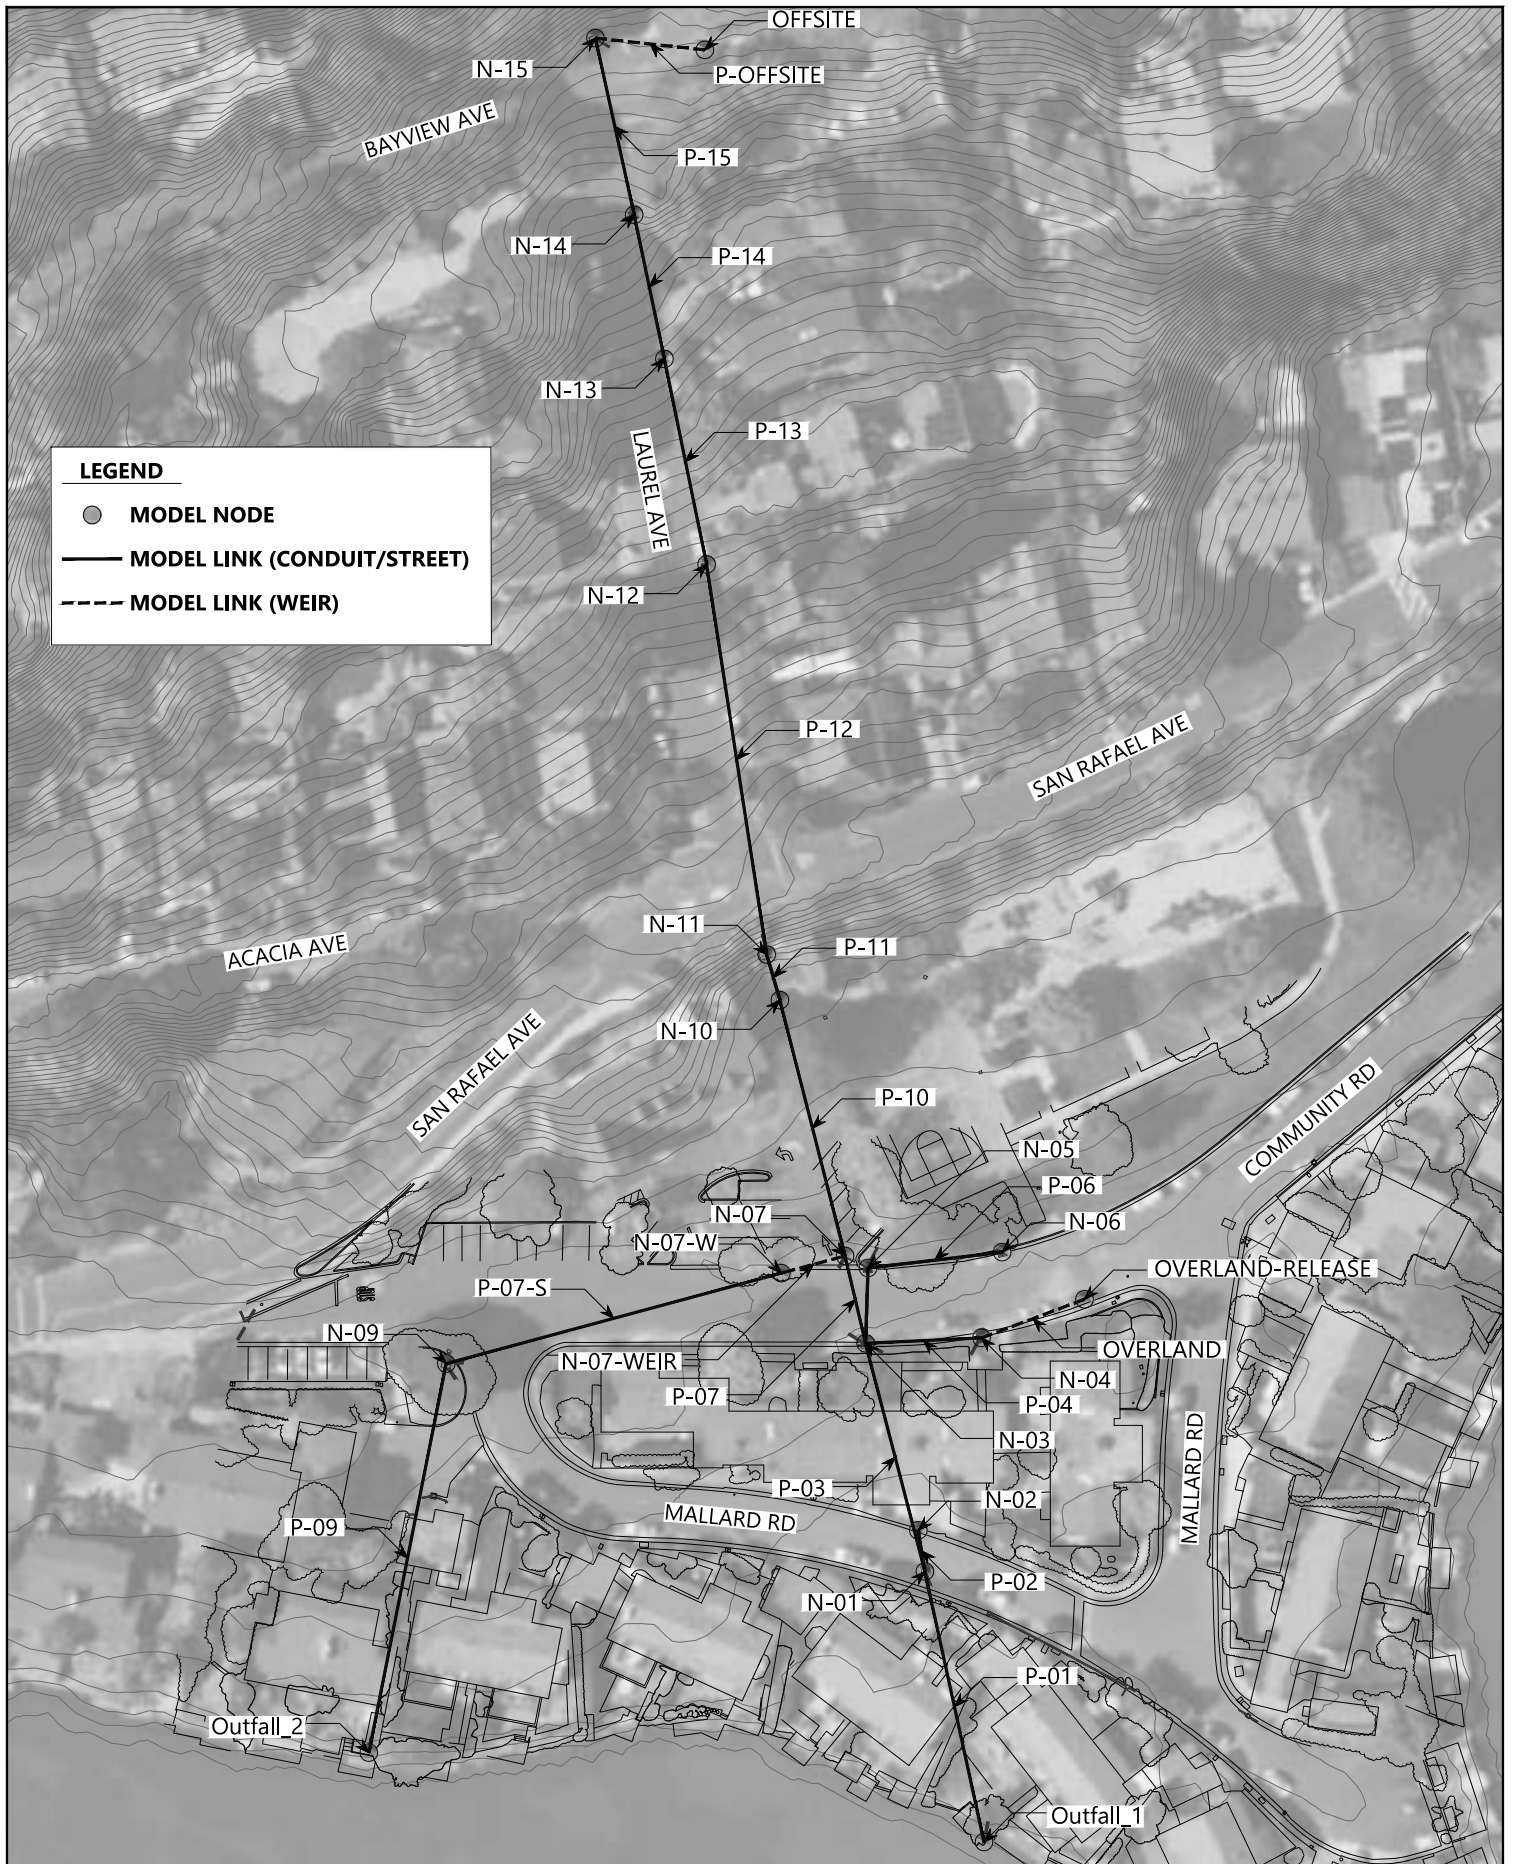 OFFSITE
N-15
P-OFFSITE
BAYVIEW AVE
P-15
N-14
P-14
N-13
P-13
LAUREL AVE
LEGEND
MODEL NODE
MODEL LINK (CONDUIT/STREET)
MODEL LINK (WEIR)
N-12
P-12
SAN RAFAEL AVE
N-11
P-11
ACACIA AVE
N-10
SAN RAFAEL AVE
P-10
COMMUNITY RD
N-05
P-06
N-07
N-06
N-07-W
OVERLAND-RELEASE
P-07-S
N-09
OVERLAND
N-07-WEIR
N-04
P-07
P-04
N-03
P-03
MALLARD RD
N-02
MALLARD RD
P-09
P-02
N-01
P-01
Outfall_2
Outfall_1